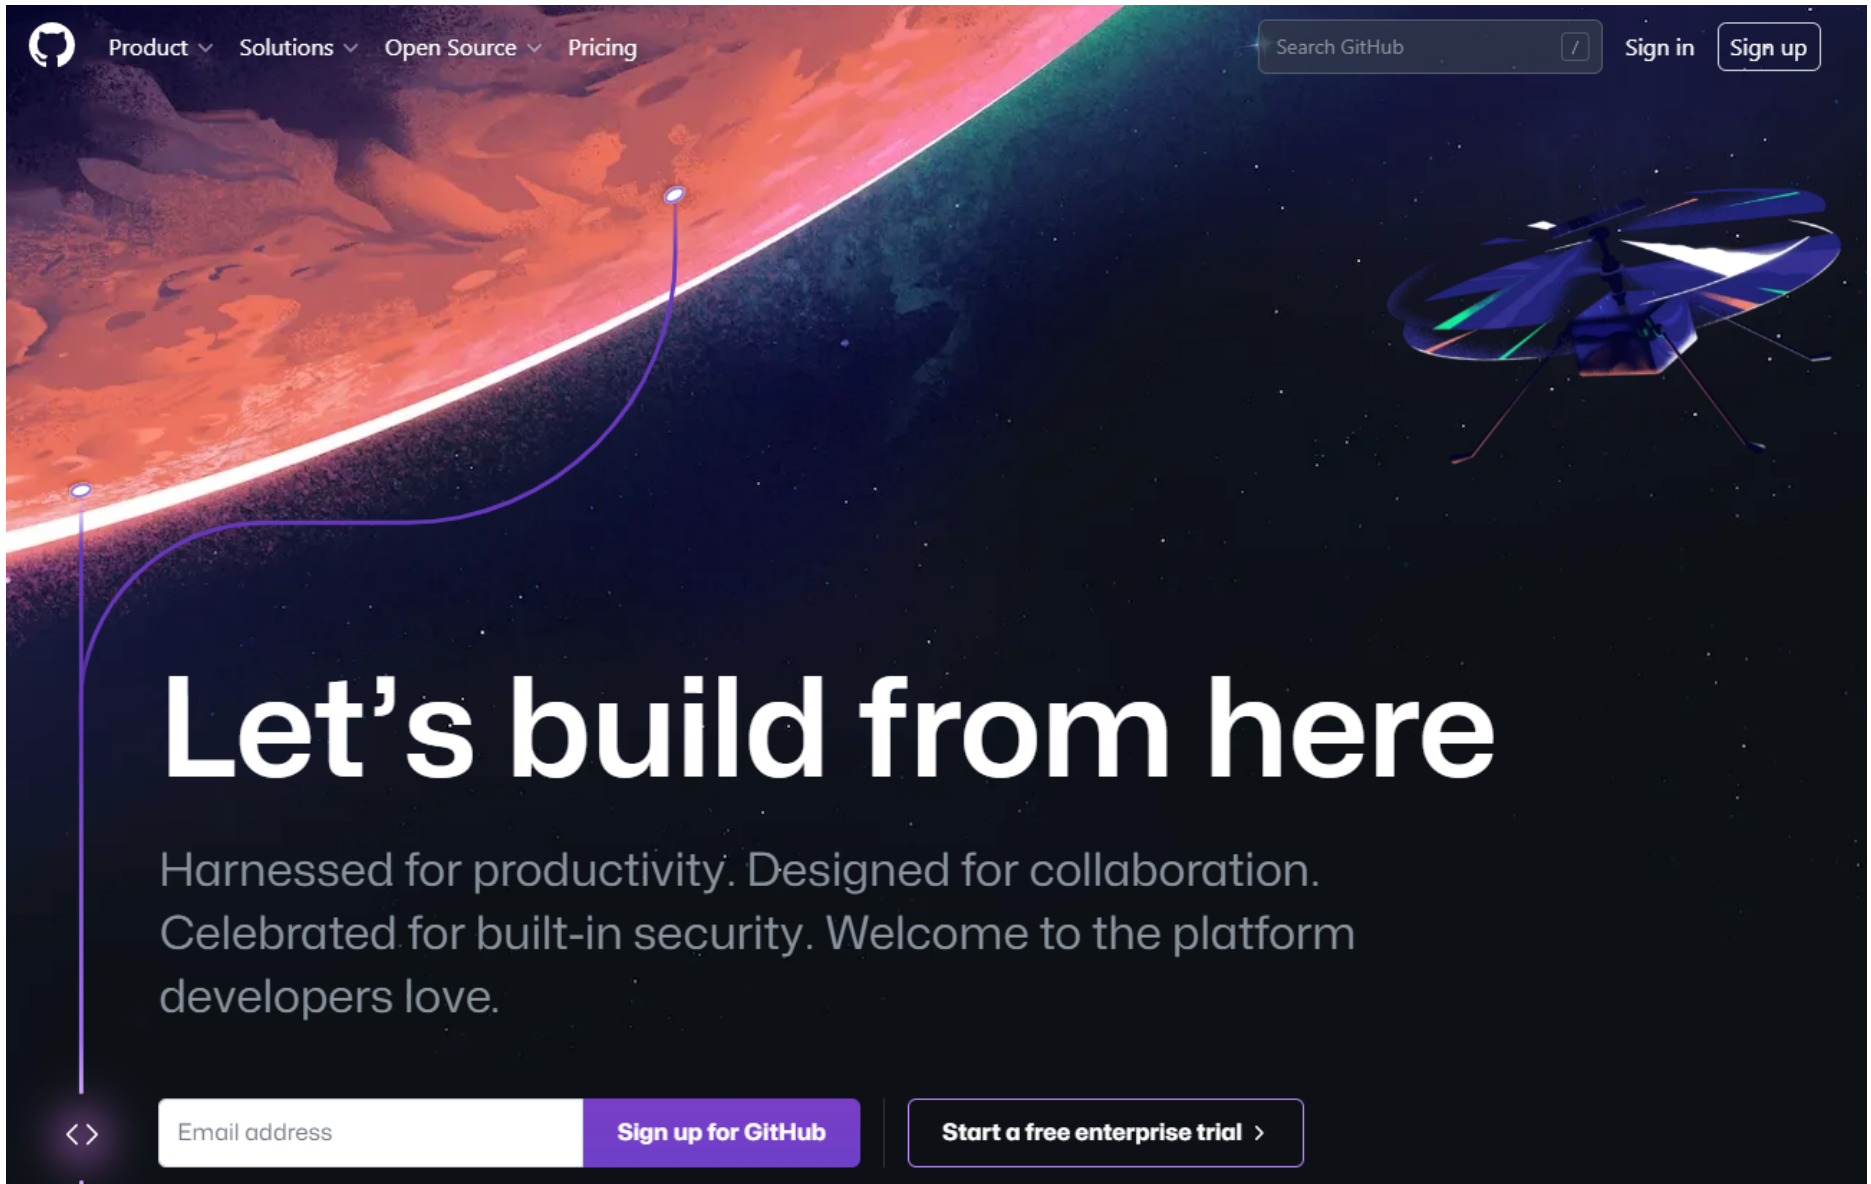 Product
Solutions
Open Source
Pricing
Search GitHub
/
Sign in
Sign up
Let’s build from here
Harnessed for productivity. Designed for collaboration.
Celebrated for built-in security. Welcome to the platform
developers love.
Email address
Sign up for GitHub
Start a free enterprise trial